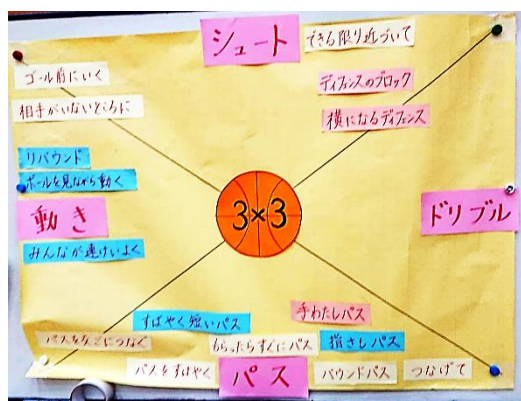 シュート
できる限り近づいて
ゴール前にいく
ディフェンスのブロック
相手がいないところに
横になるディフェンス
リバウンド
ボールを見ながら動く
動き
ドリブル
3×3
みんなが連けいよく
手わたしパス
すばやく短いパス
パスをすぐにつなぐ
もらったらすぐにパス
指さしパス
パスをすばやく
パス
バウンドパス
つなげて